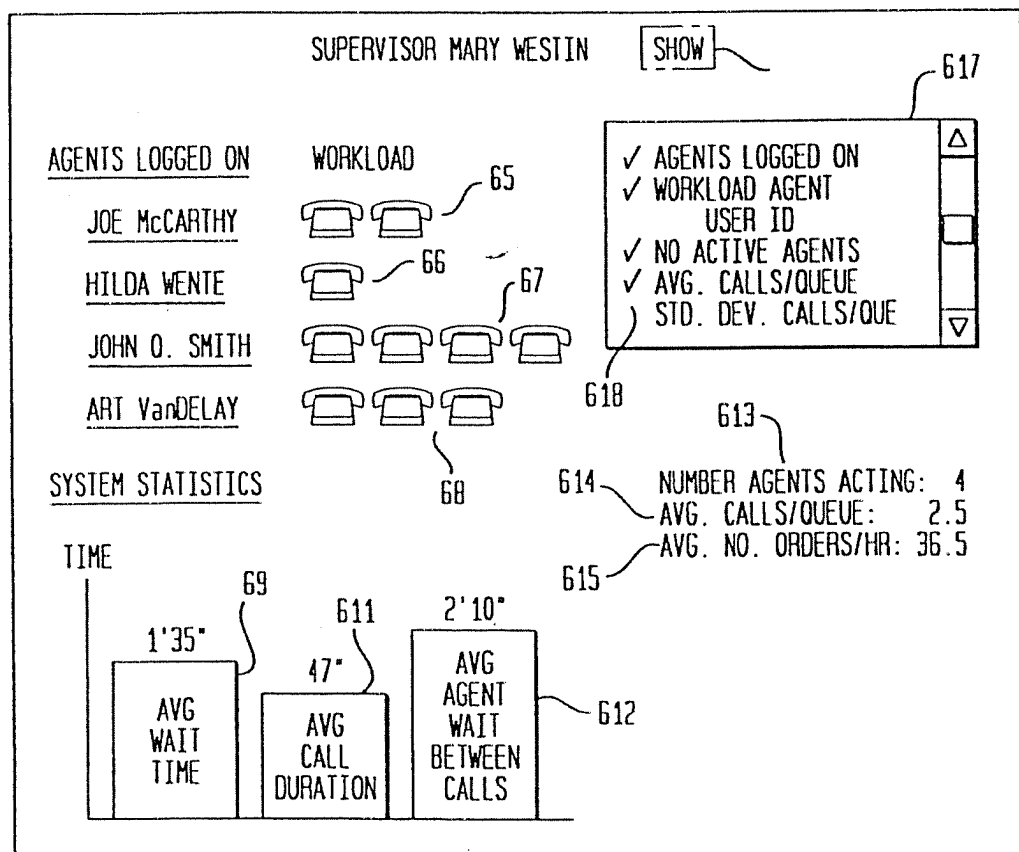 SUPERVISOR MARY WESTIN SHOW
617
AGENTS LOGGED ON WORKLOAD
✓ AGENTS LOGGED ON
✓ WORKLOAD AGENT
USER ID
✓ NO ACTIVE AGENTS
✓ AVG. CALLS/QUEUE
STD. DEV. CALLS/QUE
618
JOE McCARTHY
65
HILDA WENTE
66
JOHN Q. SMITH
67
ART VanDELAY
68
SYSTEM STATISTICS
613
NUMBER AGENTS ACTING: 4
614
AVG. CALLS/QUEUE: 2.5
615
AVG. NO. ORDERS/HR: 36.5
TIME
1'35"
69
AVG
WAIT
TIME
47"
611
AVG
CALL
DURATION
2'10"
612
AVG
AGENT
WAIT
BETWEEN
CALLS